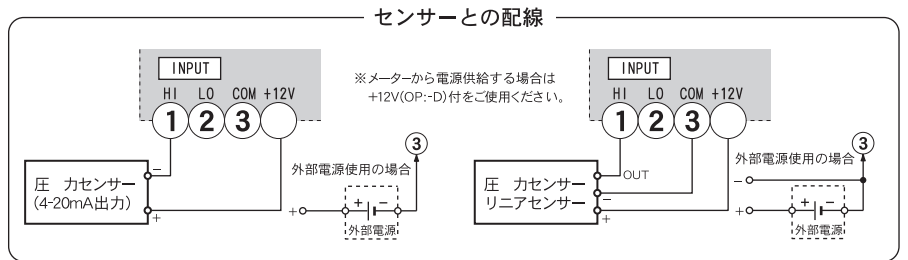 センサーとの配線
INPUT
HI LO COM +12V
1 2 3
※メーターから電源供給する場合は
+12V(OP:-D)付をご使用ください。
圧 力センサー
(4-20mA出力)
-
+
外部電源使用の場合
3
+
+ -
外部電源
INPUT
HI LO COM +12V
1 2 3
圧 力センサー
リニアセンサー
OUT
-
+
外部電源使用の場合
3
-
+
+ -
外部電源